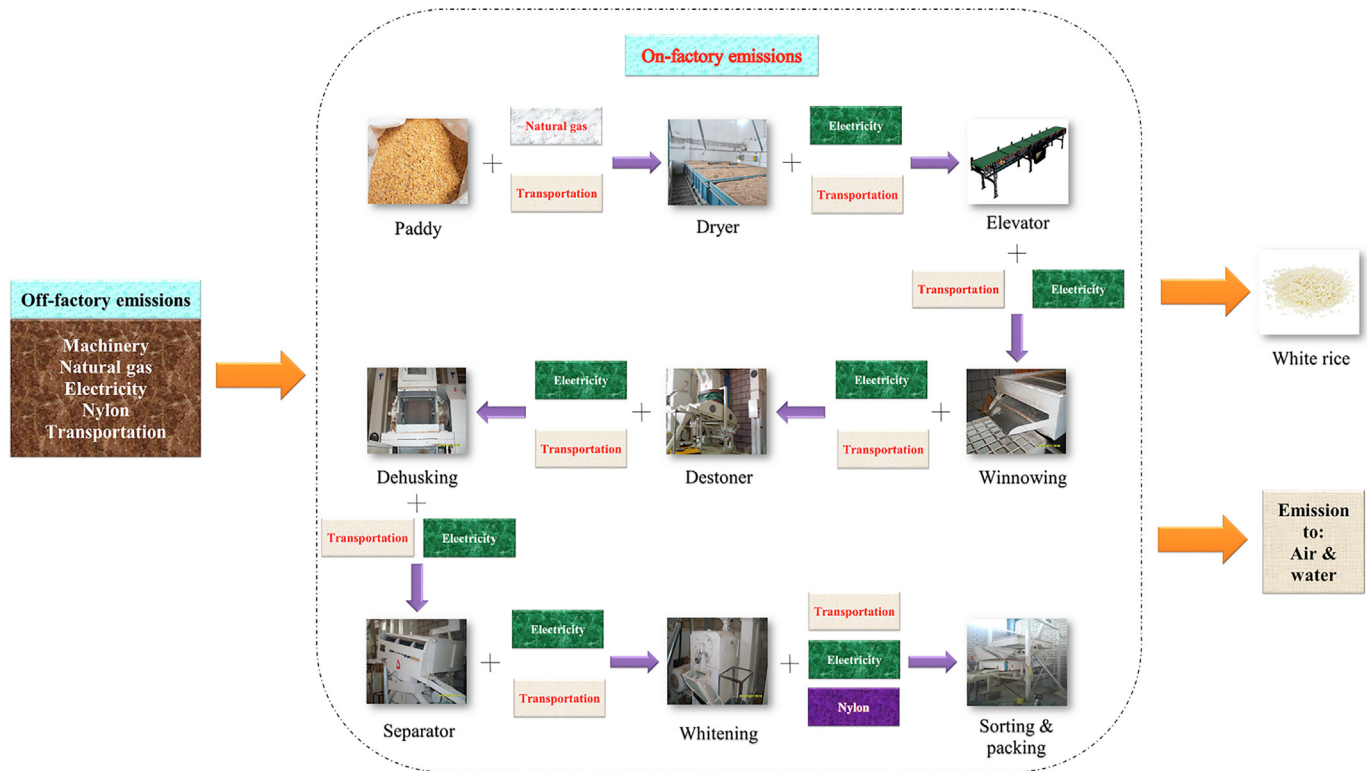 On-factory emissions
Natural gas
Transportation
Electricity
Transportation
Paddy
Dryer
Elevator
Transportation
Electricity
Off-factory emissions
Machinery
Natural gas
Electricity
Nylon
Transportation
White rice
Electricity
Transportation
Electricity
Transportation
Dehusking
Destoner
Winnowing
Transportation
Electricity
Emission
to:
Air &
water
Electricity
Transportation
Transportation
Electricity
Nylon
Separator
Whitening
Sorting &
packing